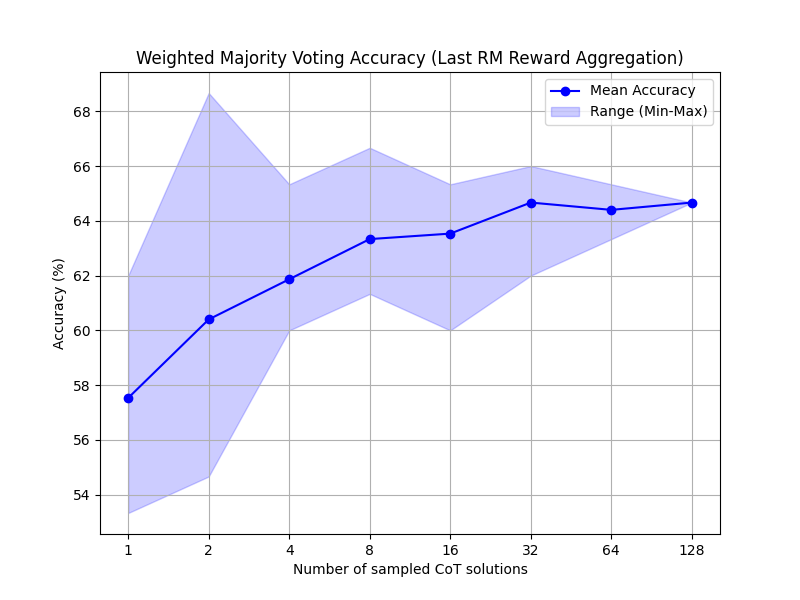 Weighted Majority Voting Accuracy (Last RM Reward Aggregation)
Mean Accuracy
Range (Min-Max)
Accuracy (%)
68
66
64
62
60
58
56
54
1 2 4 8 16 32 64 128
Number of sampled CoT solutions